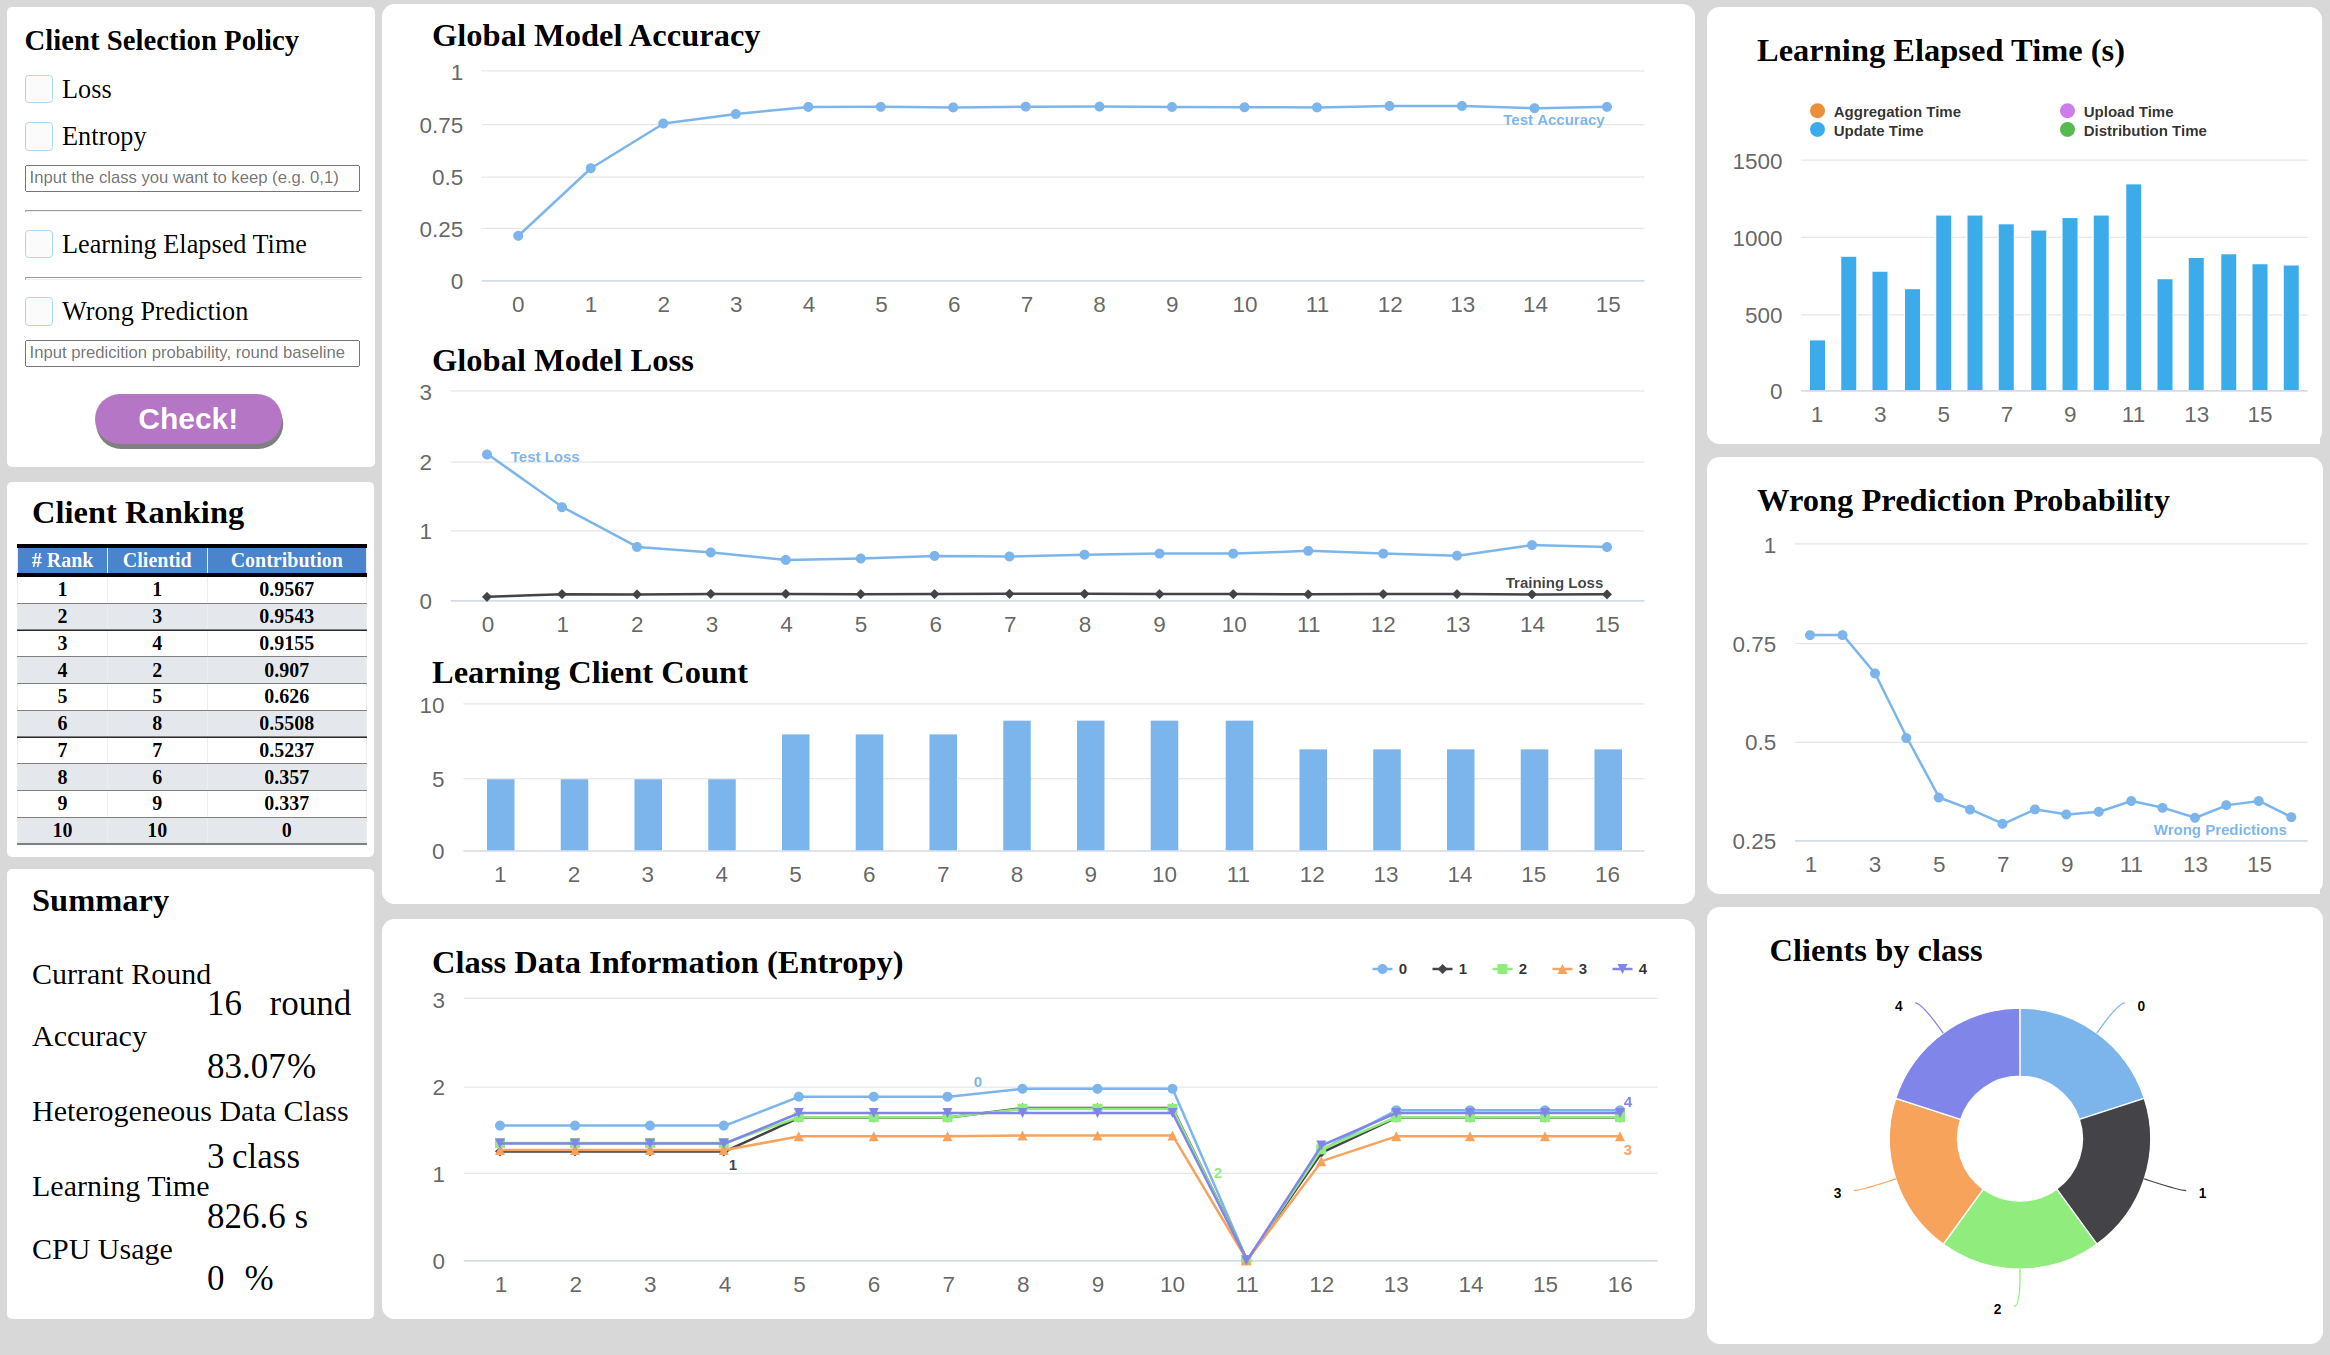 Client Selection Policy
Loss
Entropy
Input the class you want to keep (e.g. 0,1)
Learning Elapsed Time
Wrong Prediction
Input predicition probability, round baseline
Check!
Client Ranking
# Rank Clientid Contribution
1 1 0.9567
2 3 0.9543
3 4 0.9155
4 2 0.907
5 5 0.626
6 8 0.5508
7 7 0.5237
8 6 0.357
9 9 0.337
10 10 0
Summary
Currant Round
16 round
Accuracy
83.07%
Heterogeneous Data Class
3 class
Learning Time
826.6 s
CPU Usage
0 %
Global Model Accuracy
1
0.75
0.5
0.25
0
Test Accuracy
0 1 2 3 4 5 6 7 8 9 10 11 12 13 14 15
Global Model Loss
3
2
1
0
Test Loss
Training Loss
0 1 2 3 4 5 6 7 8 9 10 11 12 13 14 15
Learning Client Count
10
5
0
1 2 3 4 5 6 7 8 9 10 11 12 13 14 15 16
Class Data Information (Entropy)
0 1 2 3 4
3
2
1
0
0
1
2
4
3
1 2 3 4 5 6 7 8 9 10 11 12 13 14 15 16
Learning Elapsed Time (s)
Aggregation Time Upload Time
Update Time Distribution Time
1500
1000
500
0
1 3 5 7 9 11 13 15
Wrong Prediction Probability
1
0.75
0.5
0.25
Wrong Predictions
1 3 5 7 9 11 13 15
Clients by class
4 0
3 1
2